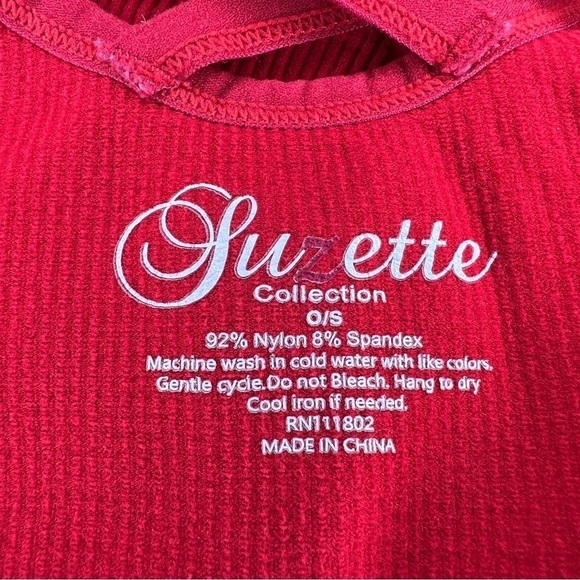 Suzette
Collection
O/S
92% Nylon 8% Spandex
Machine wash in cold water with like colors.
Gentle cycle.Do not Bleach. Hang to dry
Cool iron if needed.
RN111802
MADE IN CHINA